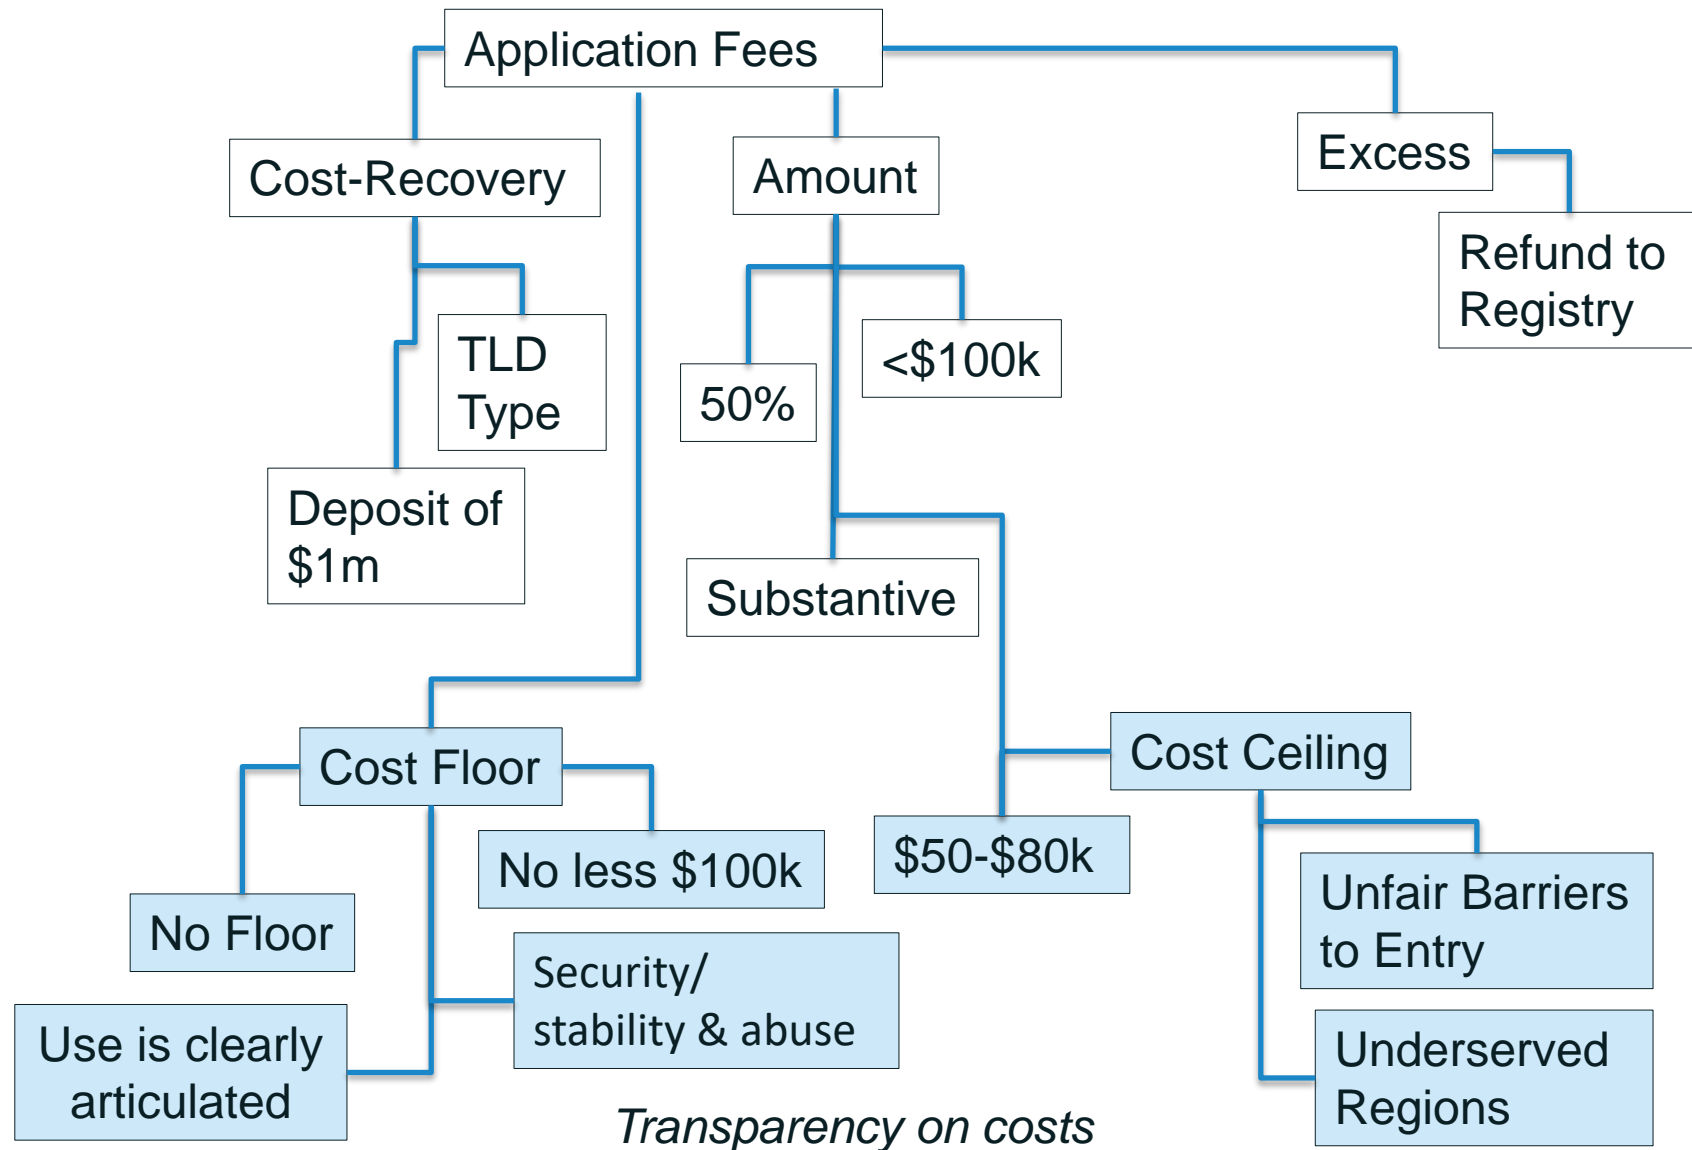 Application Fees
Cost-Recovery
Amount
Excess
Refund to
Registry
TLD
Type
50%
<$100k
Deposit of
$1m
Substantive
Cost Floor
Cost Ceiling
No less $100k
$50-$80k
No Floor
Unfair Barriers
to Entry
Security/
stability & abuse
Use is clearly
articulated
Underserved
Regions
Transparency on costs